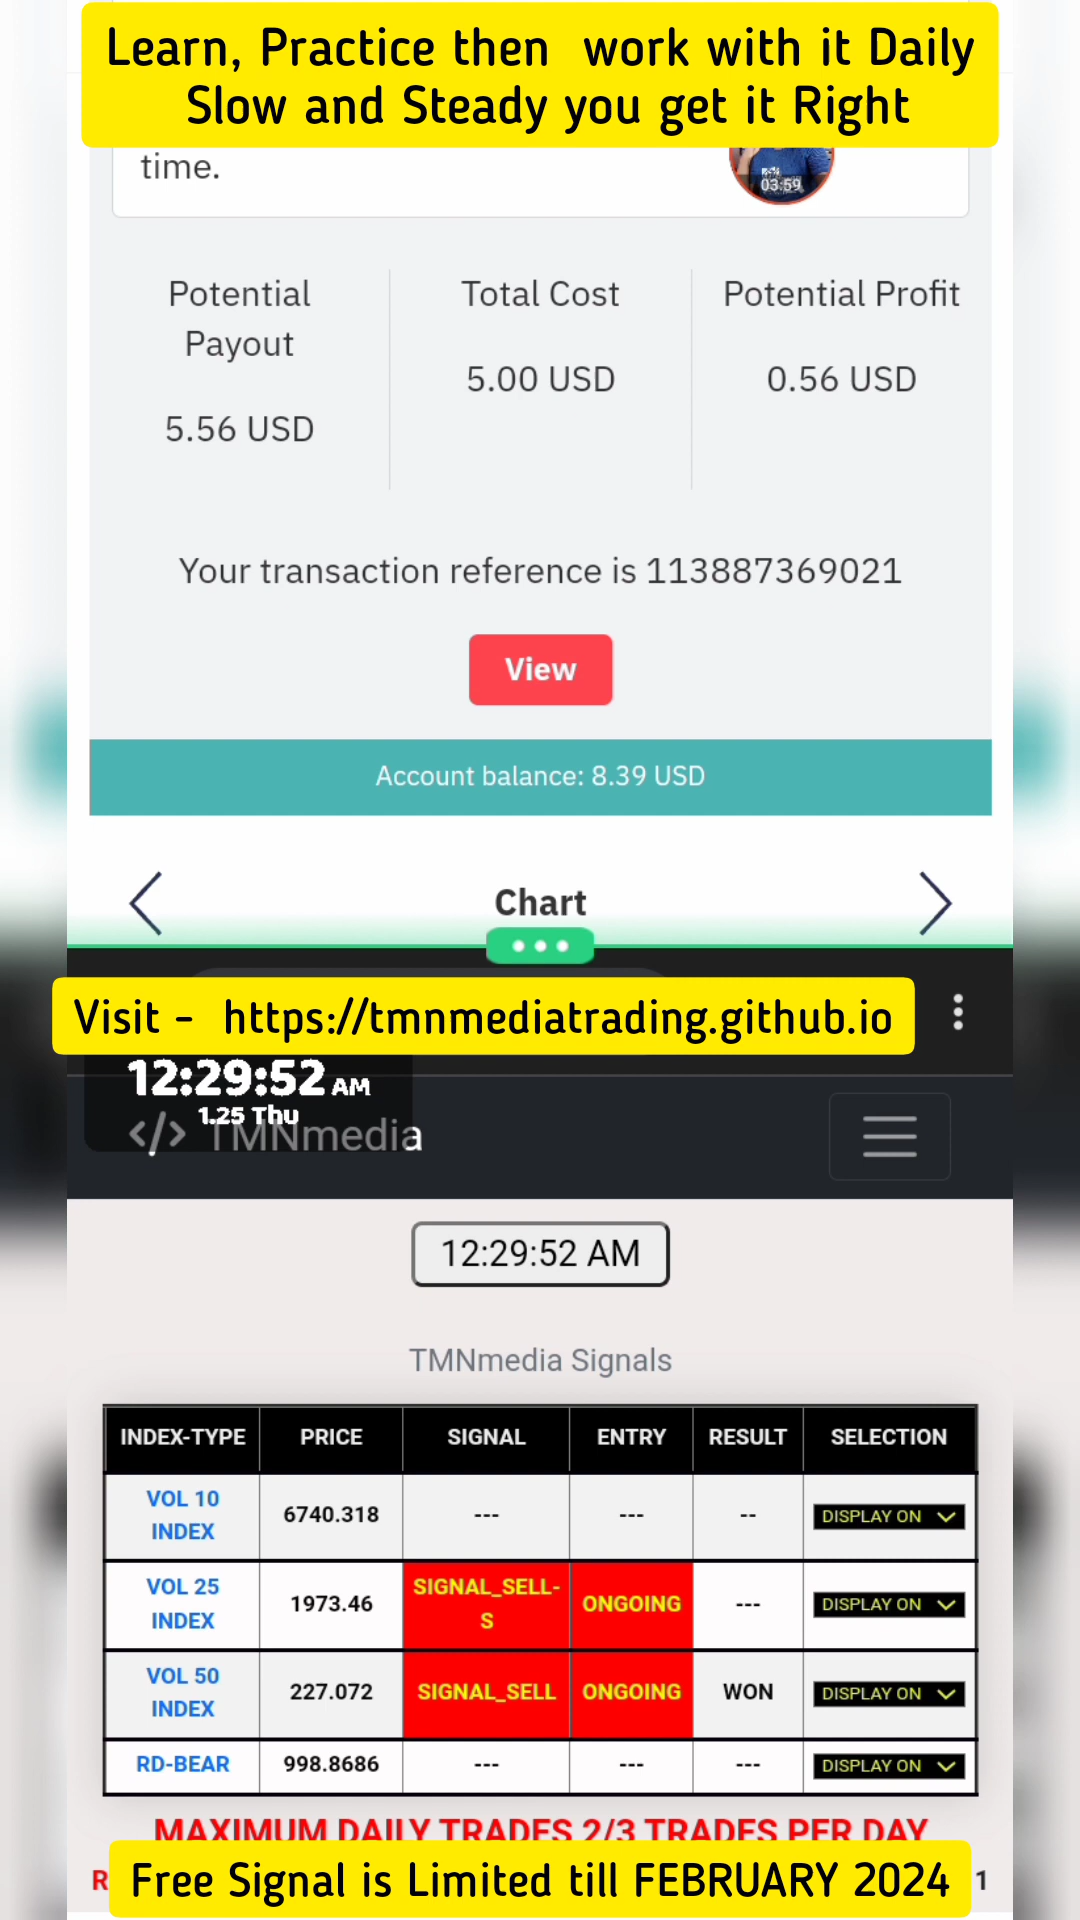 Learn, Practice then work with it Daily
Slow and Steady you get it Right
time.
03:59
Potential Payout
5.56 USD
Total Cost
5.00 USD
Potential Profit
0.56 USD
Your transaction reference is 113887369021
View
Account balance: 8.39 USD
Chart
Visit - https://tmnmediatrading.github.io
12:29:52 AM
1.25 Thu
</> TMNmedia
12:29:52 AM
TMNmedia Signals
INDEX-TYPE PRICE SIGNAL ENTRY RESULT SELECTION
VOL 10 INDEX 6740.318 --- --- -- DISPLAY ON
VOL 25 INDEX 1973.46 SIGNAL_SELL-S ONGOING --- DISPLAY ON
VOL 50 INDEX 227.072 SIGNAL_SELL ONGOING WON DISPLAY ON
RD-BEAR 998.8686 --- --- --- DISPLAY ON
MAXIMUM DAILY TRADES 2/3 TRADES PER DAY
R
Free Signal is Limited till FEBRUARY 2024
1